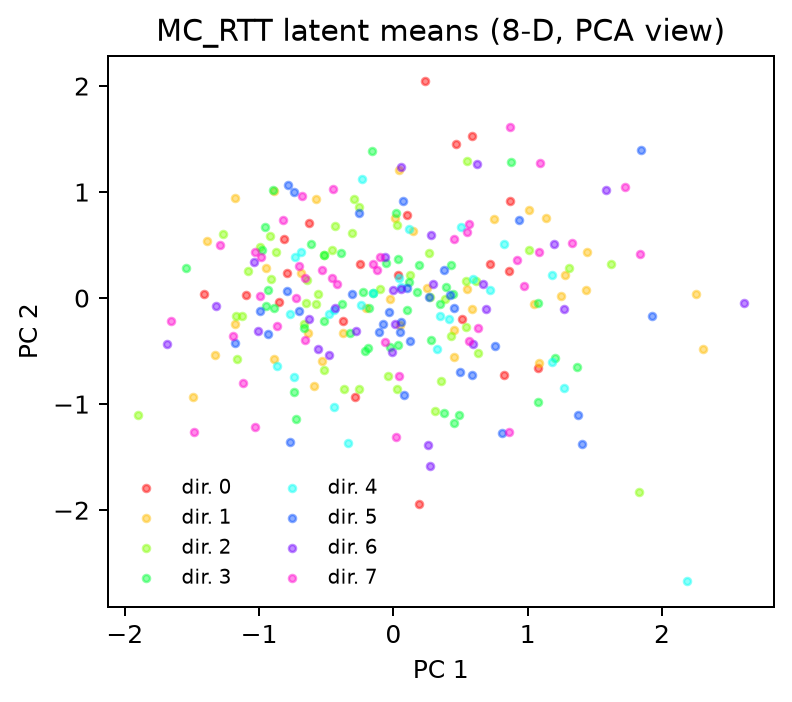 MC_RTT latent means (8-D, PCA view)
2
1
0
−1
−2
PC 2
dir. 0
dir. 1
dir. 2
dir. 3
dir. 4
dir. 5
dir. 6
dir. 7
−2
−1
0
1
2
PC 1